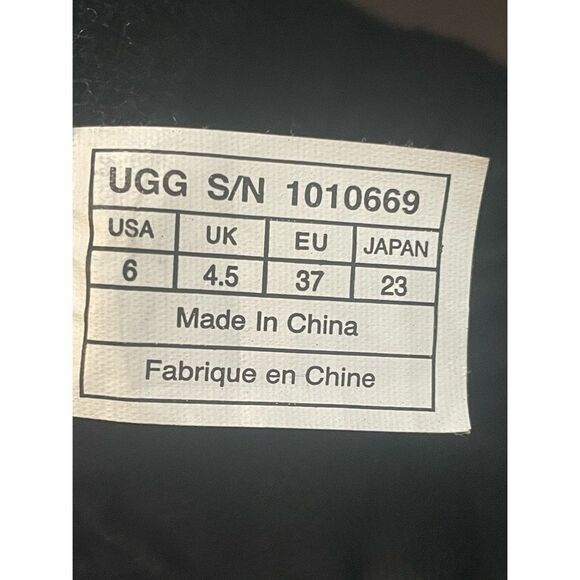 UGG S/N 1010669
USA UK EU JAPAN
6 4.5 37 23
Made In China
Fabrique en Chine